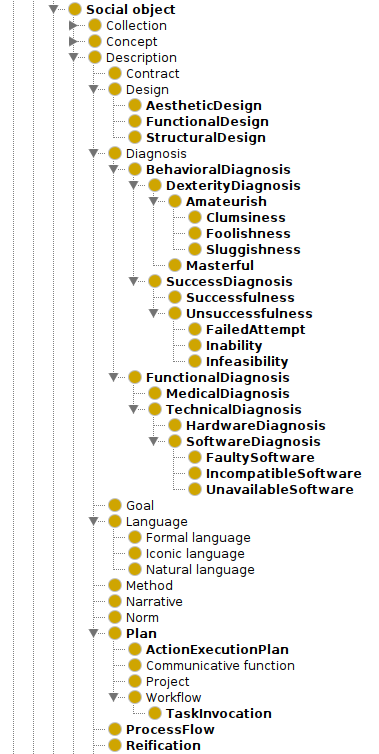 Social object
Collection
Concept
Description
Contract
Design
AestheticDesign
FunctionalDesign
StructuralDesign
Diagnosis
BehavioralDiagnosis
DexterityDiagnosis
Amateurish
Clumsiness
Foolishness
Sluggishness
Masterful
SuccessDiagnosis
Successfulness
Unsuccessfulness
FailedAttempt
Inability
Infeasibility
FunctionalDiagnosis
MedicalDiagnosis
TechnicalDiagnosis
HardwareDiagnosis
SoftwareDiagnosis
FaultySoftware
IncompatibleSoftware
UnavailableSoftware
Goal
Language
Formal language
Iconic language
Natural language
Method
Narrative
Norm
Plan
ActionExecutionPlan
Communicative function
Project
Workflow
TaskInvocation
ProcessFlow
Reification